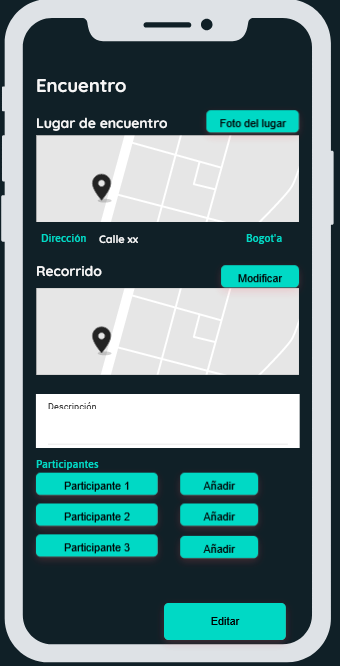 Encuentro
Lugar de encuentro
Foto del lugar
Dirección Calle xx Bogot'a
Recorrido
Modificar
Descripción
Participantes
Participante 1 Añadir
Participante 2 Añadir
Participante 3 Añadir
Editar